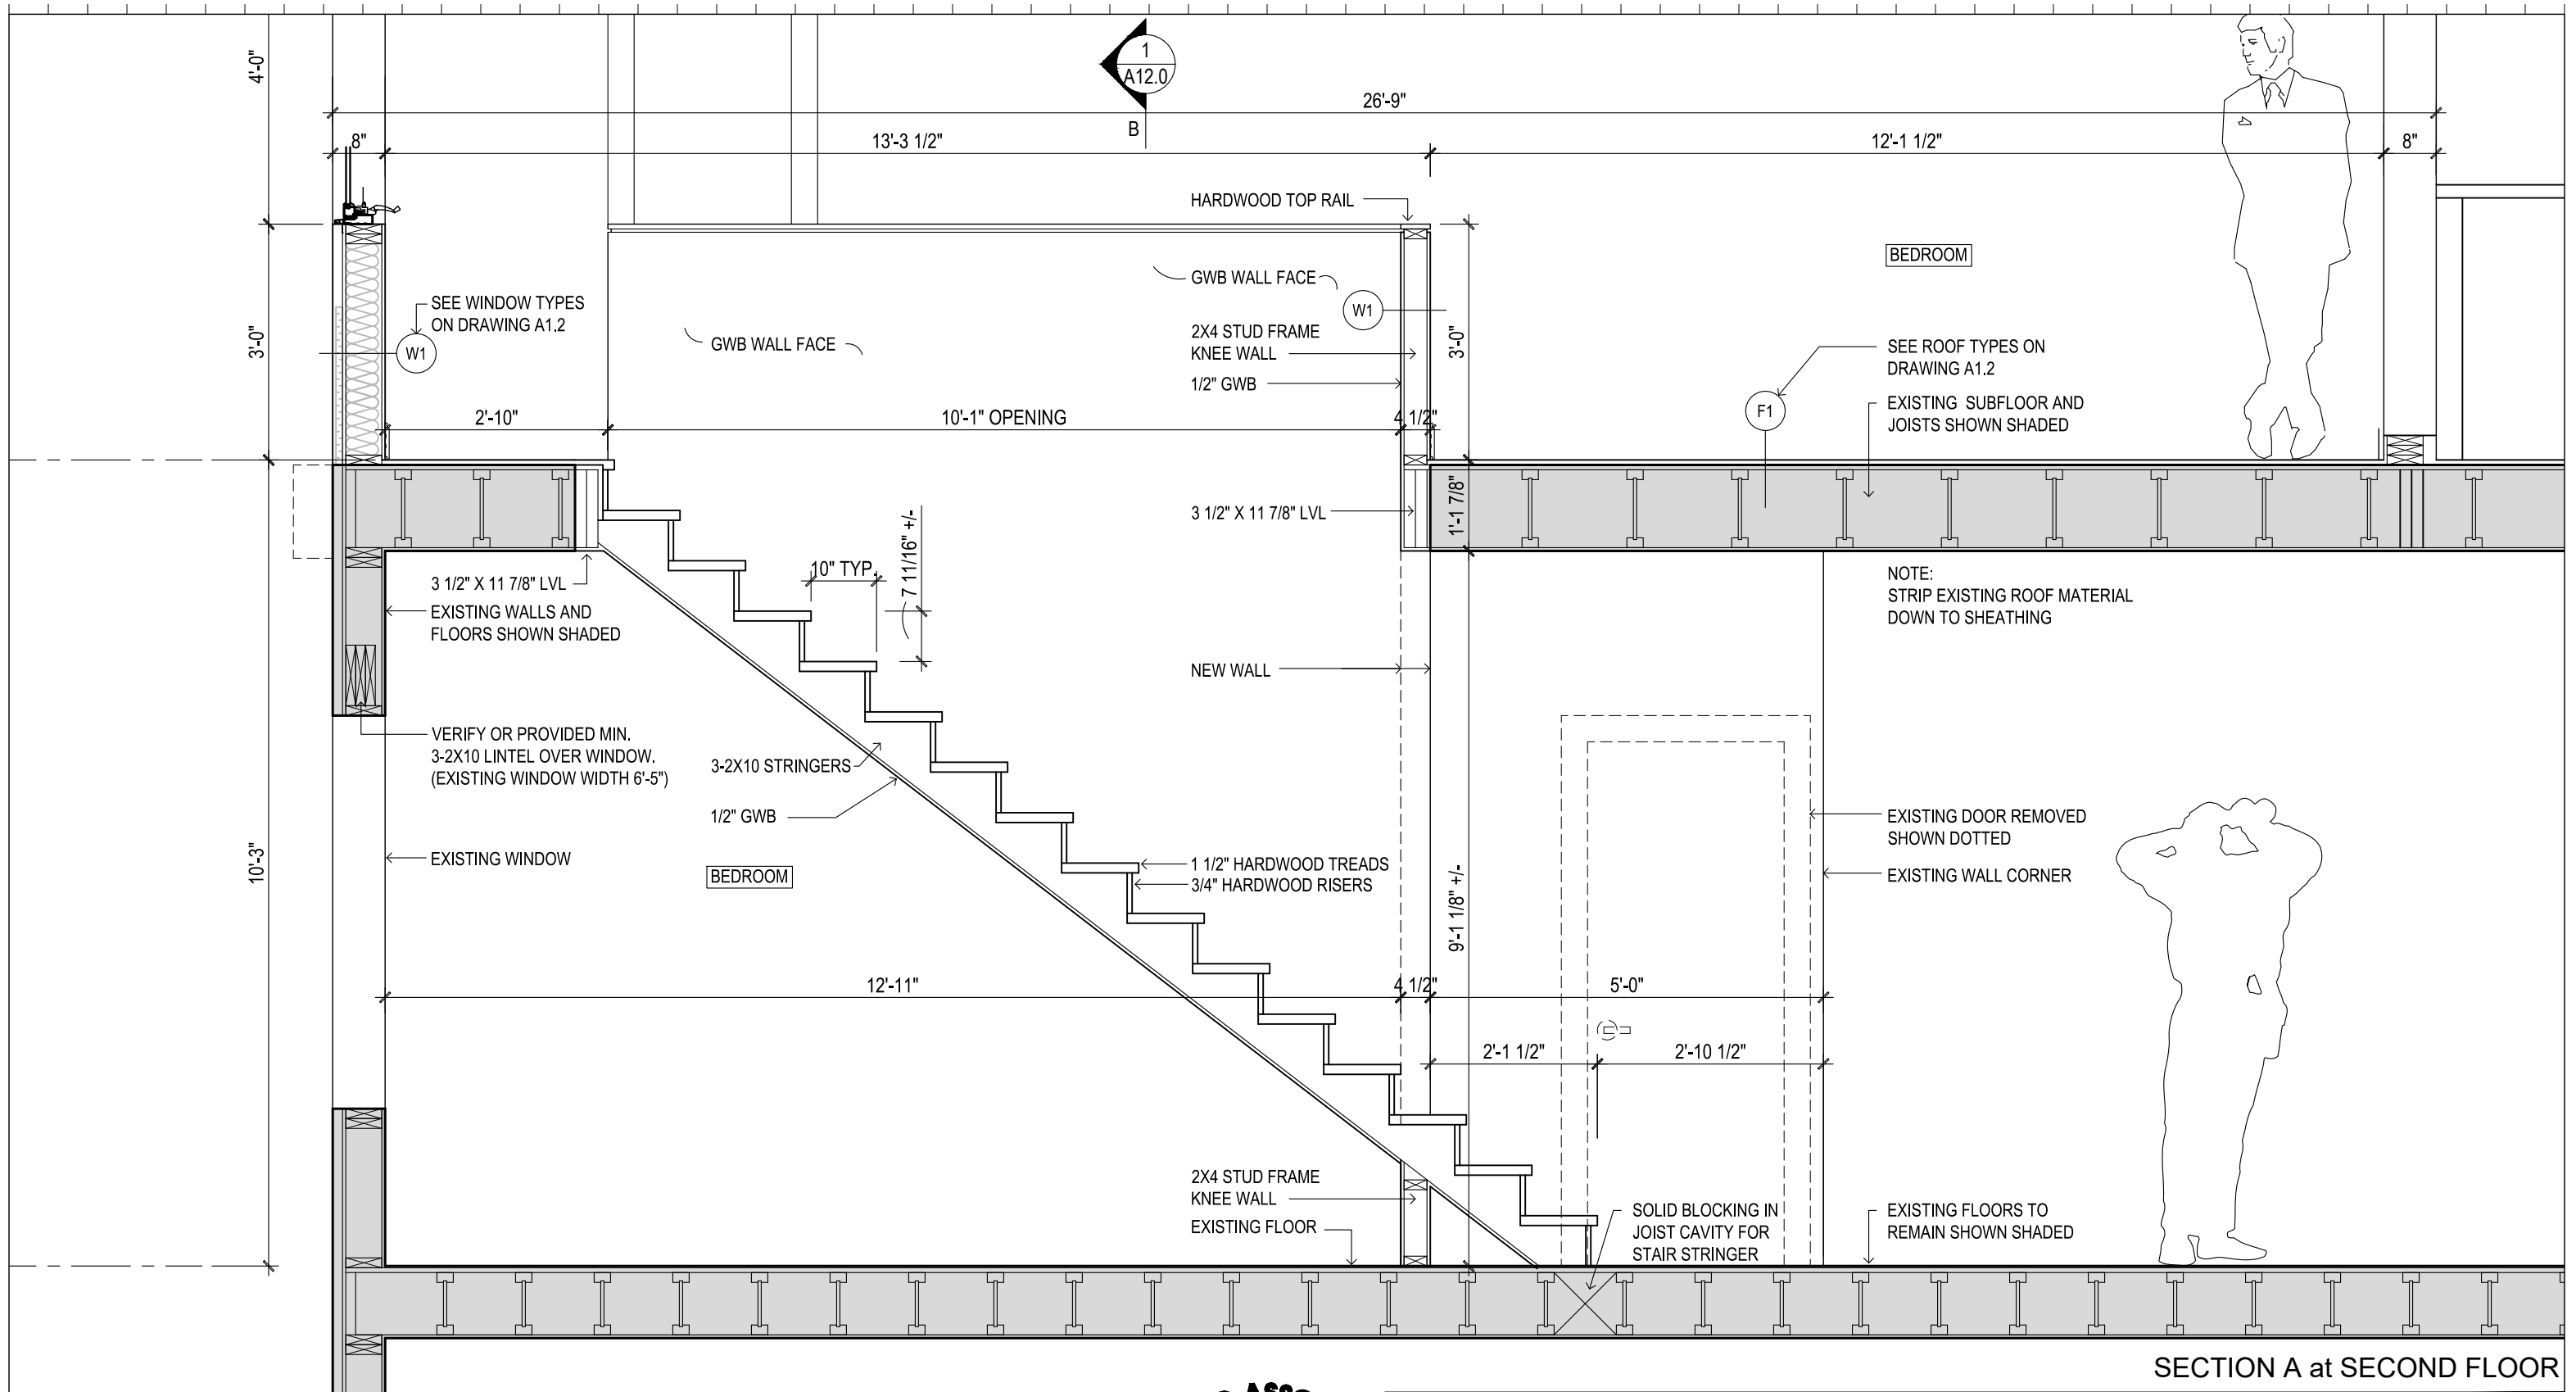 4'-0"
1
A12.0
B
26'-9"
8"
13'-3 1/2"
12'-1 1/2"
8"
HARDWOOD TOP RAIL
BEDROOM
GWB WALL FACE
W1
SEE WINDOW TYPES
ON DRAWING A1.2
W1
3'-0"
GWB WALL FACE
2X4 STUD FRAME
KNEE WALL
1/2" GWB
3'-0"
SEE ROOF TYPES ON
DRAWING A1.2
F1
EXISTING SUBFLOOR AND
JOISTS SHOWN SHADED
2'-10"
10'-1" OPENING
4 1/2"
3 1/2" X 11 7/8" LVL
1'-1 7/8"
10" TYP.
7 11/16" +/-
3 1/2" X 11 7/8" LVL
EXISTING WALLS AND
FLOORS SHOWN SHADED
NOTE:
STRIP EXISTING ROOF MATERIAL
DOWN TO SHEATHING
NEW WALL
VERIFY OR PROVIDED MIN.
3-2X10 LINTEL OVER WINDOW.
(EXISTING WINDOW WIDTH 6'-5")
3-2X10 STRINGERS
1/2" GWB
EXISTING WINDOW
10'-3"
BEDROOM
1 1/2" HARDWOOD TREADS
3/4" HARDWOOD RISERS
EXISTING DOOR REMOVED
SHOWN DOTTED
EXISTING WALL CORNER
9'-1 1/8" +/-
12'-11"
4 1/2"
5'-0"
2'-1 1/2"
2'-10 1/2"
2X4 STUD FRAME
KNEE WALL
EXISTING FLOOR
SOLID BLOCKING IN
JOIST CAVITY FOR
STAIR STRINGER
EXISTING FLOORS TO
REMAIN SHOWN SHADED
SECTION A at SECOND FLOOR